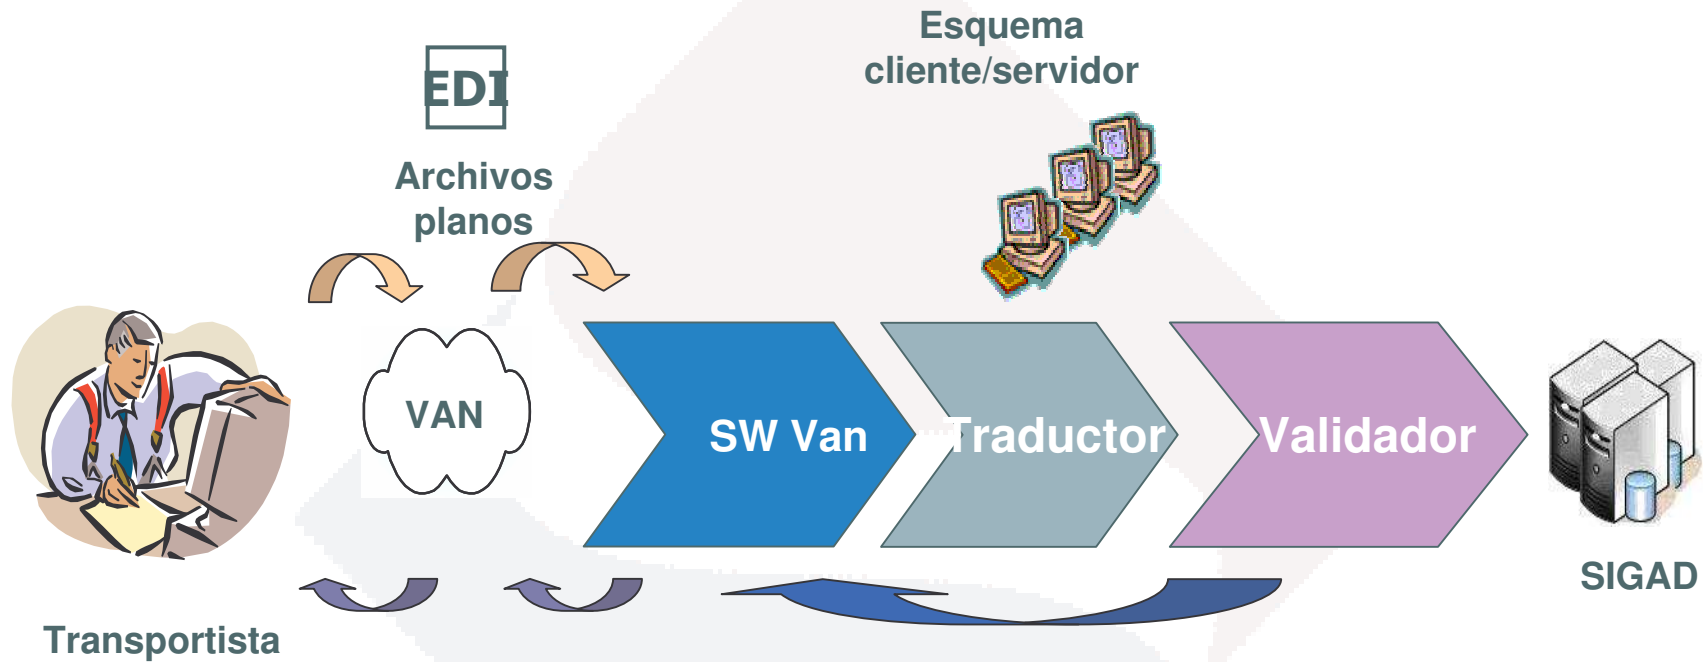 Esquema
cliente/servidor
EDI
Archivos
planos
VAN
SW Van
Traductor
Validador
SIGAD
Transportista